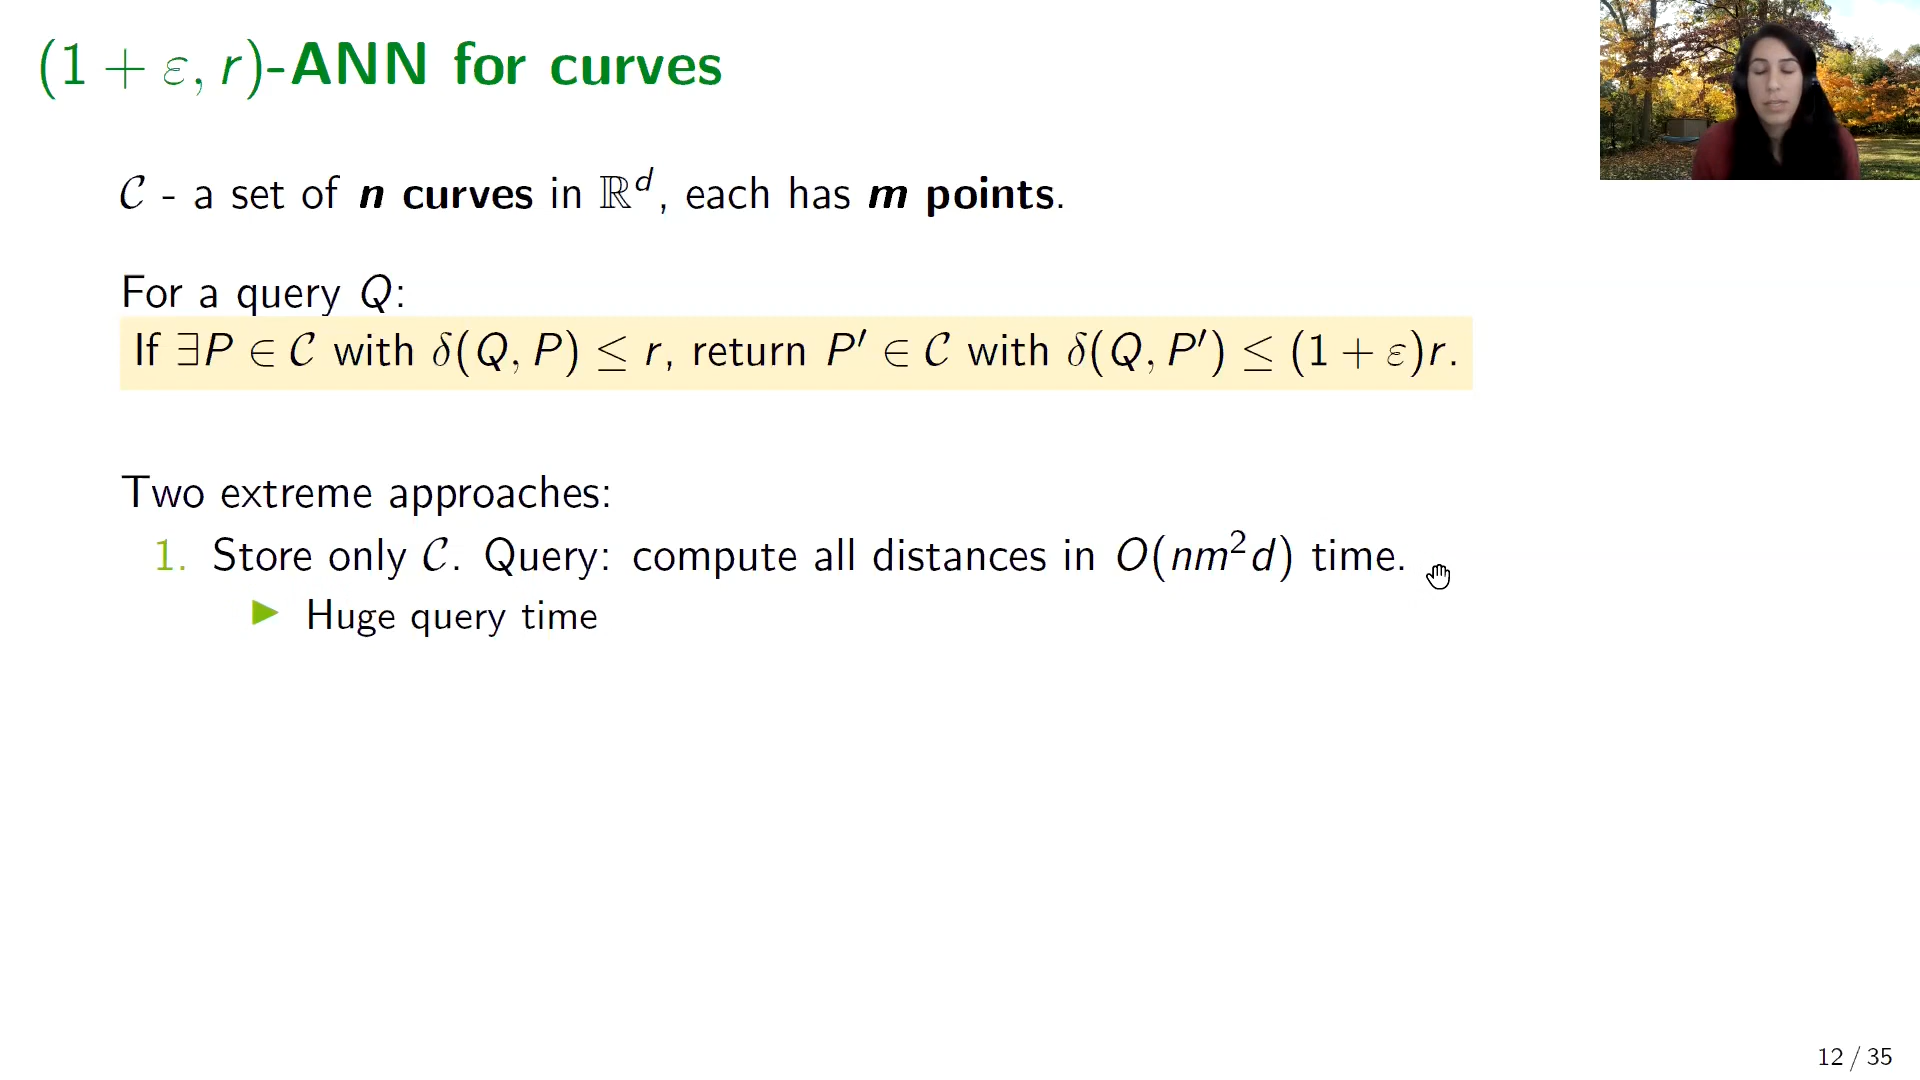 (1 + ε, r)-ANN for curves
𝒞 - a set of n curves in ℝᵈ, each has m points.
For a query Q:
If ∃P ∈ 𝒞 with δ(Q, P) ≤ r, return P′ ∈ 𝒞 with δ(Q, P′) ≤ (1 + ε)r.
Two extreme approaches:
1. Store only 𝒞. Query: compute all distances in O(nm²d) time.
▶ Huge query time
12 / 35